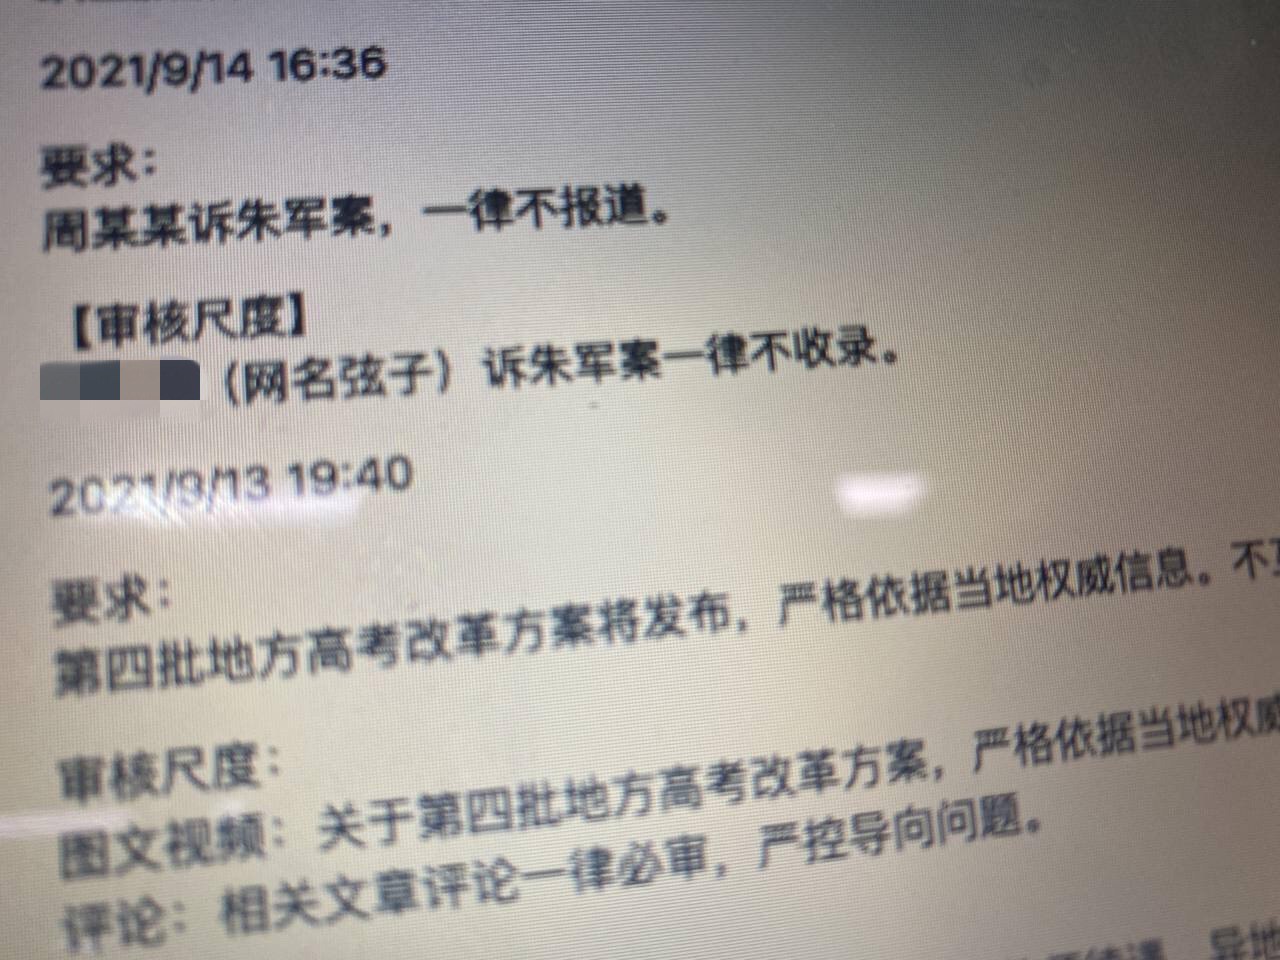 2021/9/14 16:36
要求：
周某某诉朱军案，一律不报道。
【审核尺度】
（网名弦子）诉朱军案一律不收录。
2021/9/13 19:40
要求：
第四批地方高考改革方案将发布，严格依据当地权威信息。不
审核尺度：
图文视频：关于第四批地方高考改革方案，严格依据当地权威
评论：相关文章评论一律必审，严控导向问题。
异地